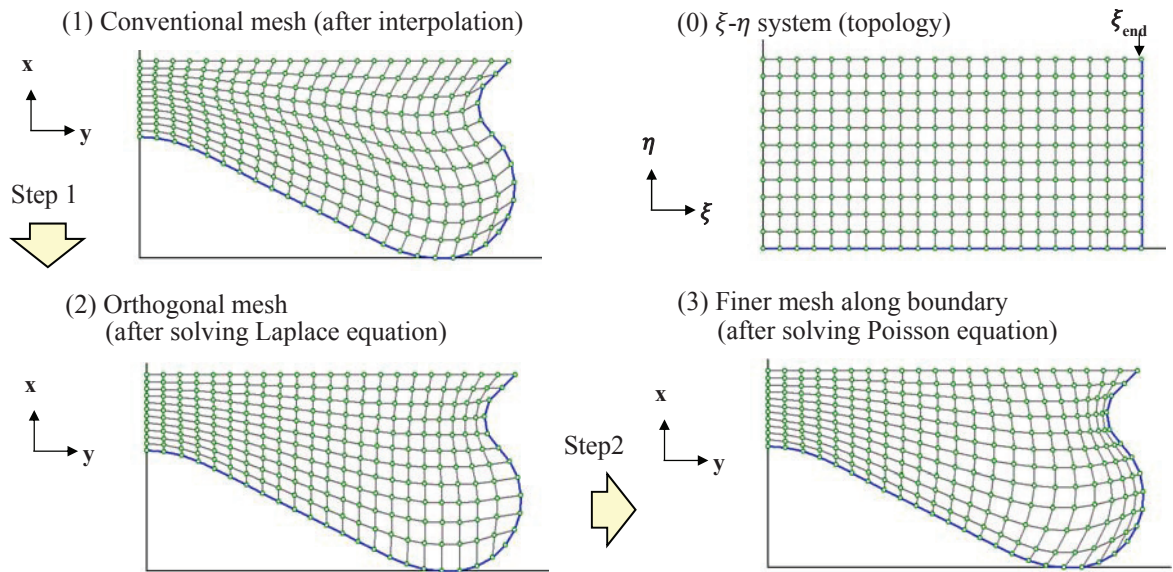 (1) Conventional mesh (after interpolation)
x
y
Step 1
(0) ξ-η system (topology)
ξend
η
ξ
(2) Orthogonal mesh
(after solving Laplace equation)
x
y
Step2
(3) Finer mesh along boundary
(after solving Poisson equation)
x
y